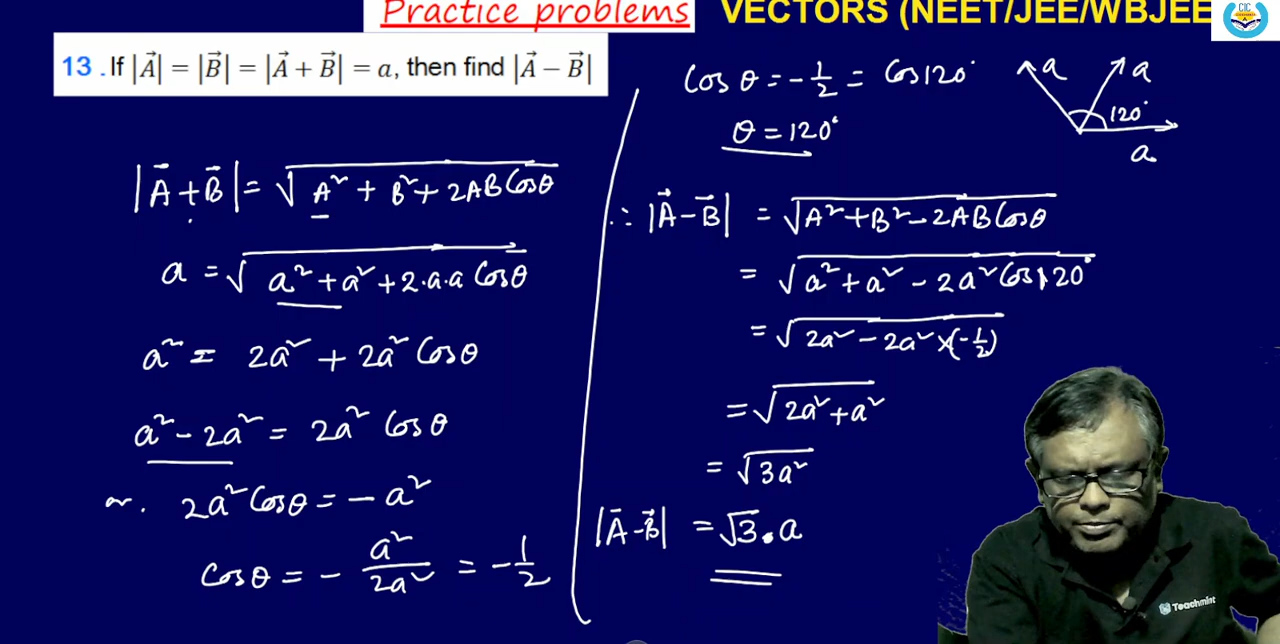 Practice problems
VECTORS (NEET/JEE/WBJEE
CIC
13 . If |A⃗| = |B⃗| = |A⃗ + B⃗| = a, then find |A⃗ − B⃗|
|A⃗ + B⃗| = √(A² + B² + 2AB Cosθ)
a = √(a² + a² + 2·a·a Cosθ)
a² = 2a² + 2a² Cosθ
a² − 2a² = 2a² Cosθ
or. 2a² Cosθ = − a²
Cosθ = − a²/2a² = − 1/2
Cosθ = − 1/2 = Cos120°
θ = 120°
a
a
120°
a
∴ |A⃗ − B⃗| = √(A² + B² − 2AB Cosθ)
= √(a² + a² − 2a² Cos120°)
= √(2a² − 2a² × (−1/2))
= √(2a² + a²)
= √(3a²)
|A⃗ − B⃗| = √3 . a
Teachmint